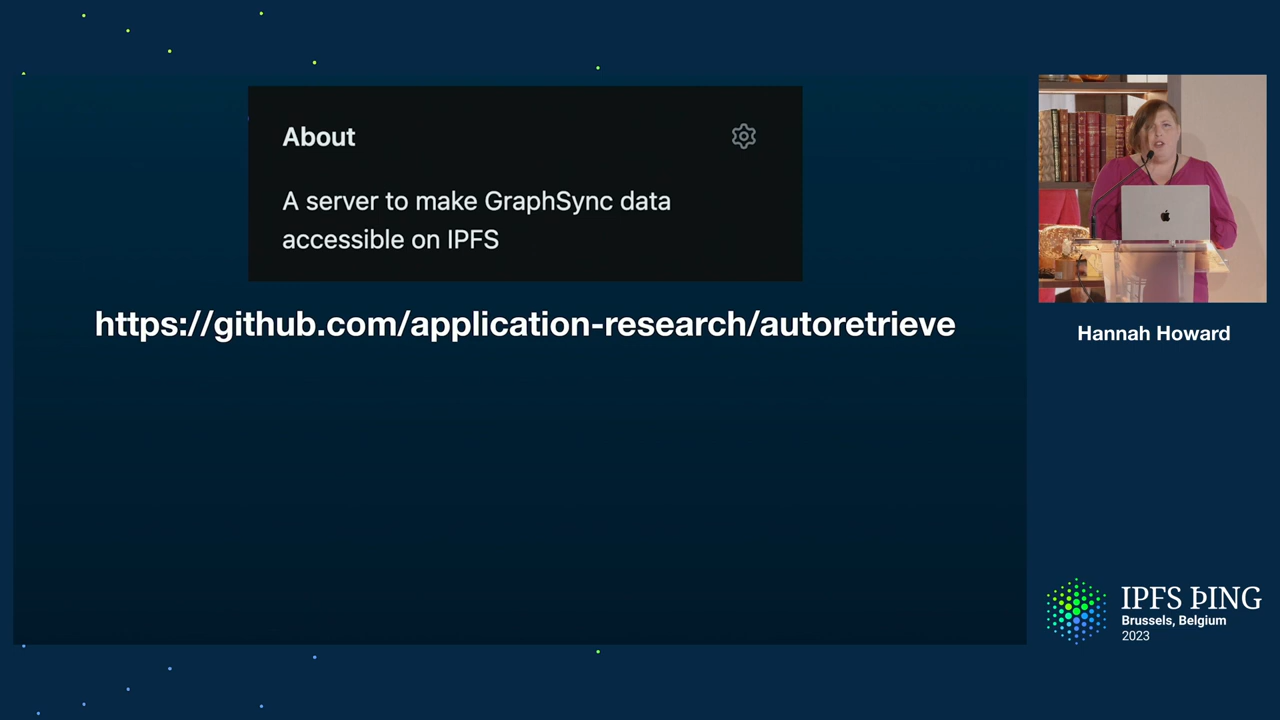 About
A server to make GraphSync data
accessible on IPFS
https://github.com/application-research/autoretrieve
Hannah Howard
IPFS ÞING
Brussels, Belgium
2023